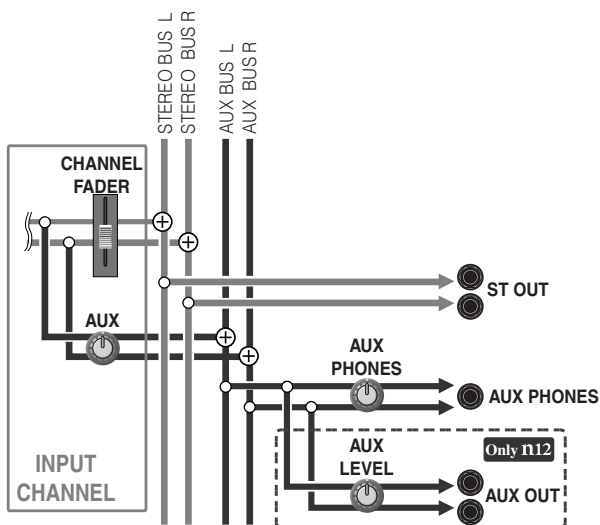 STEREO BUS L
STEREO BUS R
AUX BUS L
AUX BUS R
CHANNEL
FADER
ST OUT
AUX
AUX
PHONES
AUX PHONES
INPUT
CHANNEL
AUX
LEVEL
Only n12
AUX OUT